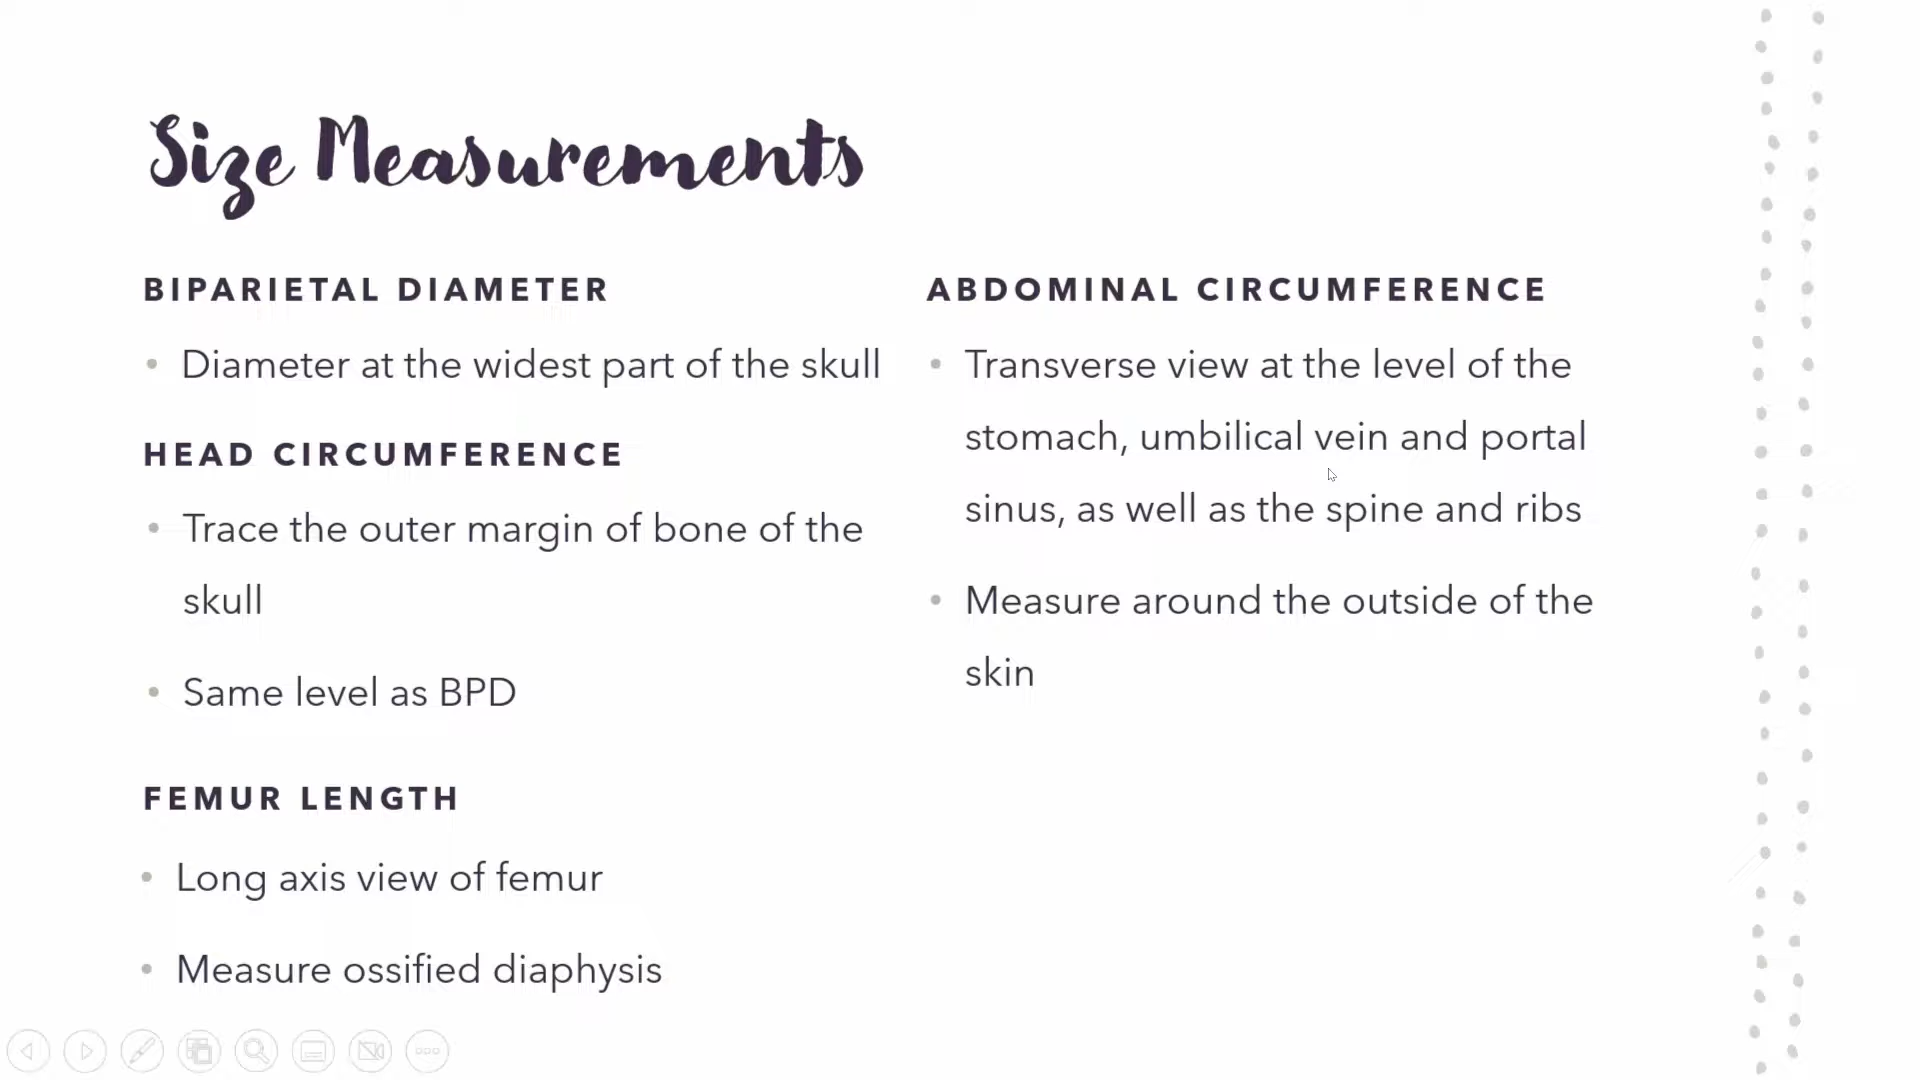 Size Measurements
BIPARIETAL DIAMETER
• Diameter at the widest part of the skull
HEAD CIRCUMFERENCE
• Trace the outer margin of bone of the
skull
• Same level as BPD
FEMUR LENGTH
• Long axis view of femur
• Measure ossified diaphysis
ABDOMINAL CIRCUMFERENCE
• Transverse view at the level of the
stomach, umbilical vein and portal
sinus, as well as the spine and ribs
• Measure around the outside of the
skin